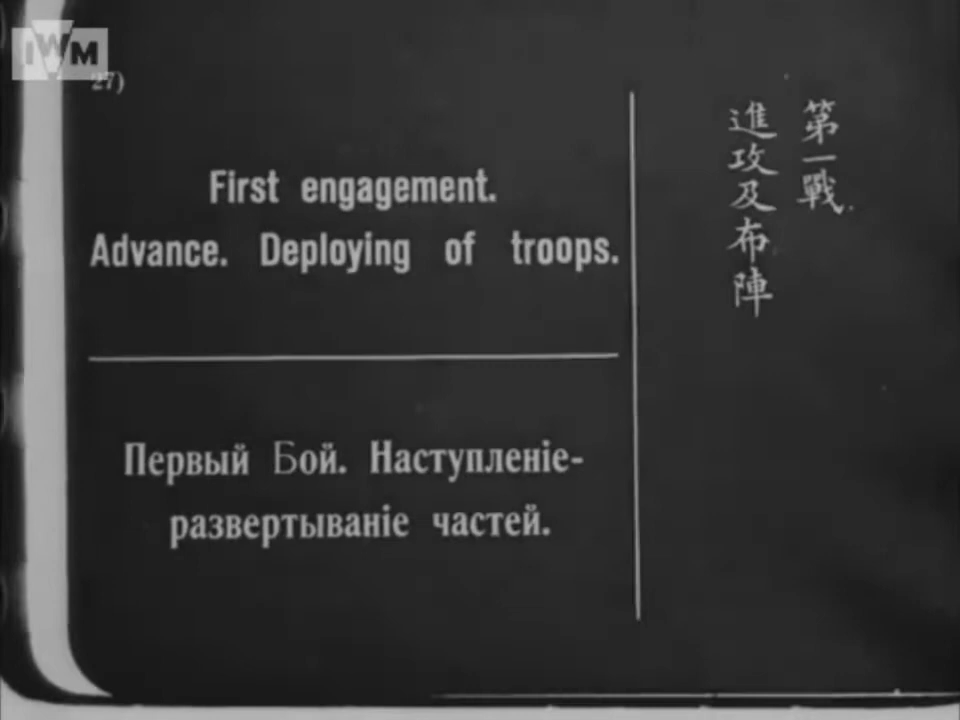 IWM
27)
First engagement.
Advance. Deploying of troops.
Первый Бой. Наступленіе-
развертываніе частей.
第一戰
進攻及布陣